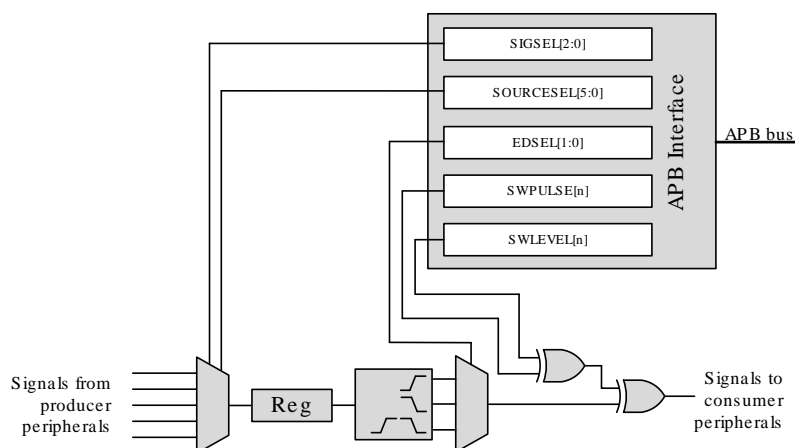 SIGSEL[2:0]
SOURCESEL[5:0]
EDSEL[1:0]
SWPULSE[n]
SWLEVEL[n]
APB Interface
APB bus
Signals from
producer
peripherals
Reg
Signals to
consumer
peripherals